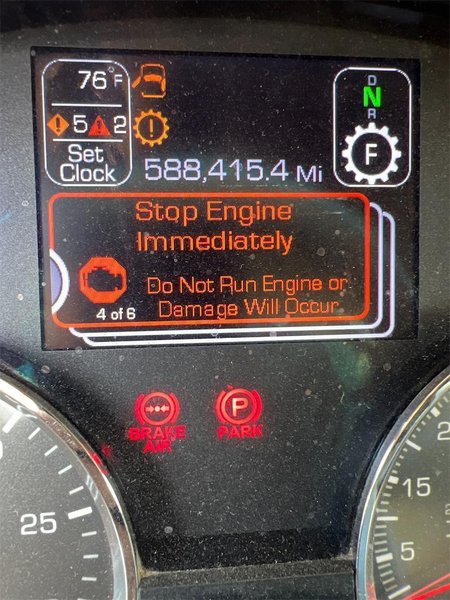 76°F
5 2
Set
Clock
588,415.4 Mi
D
N
R
F
Stop Engine
Immediately
Do Not Run Engine or
Damage Will Occur
4 of 6
BRAKE
AIR
P
PARK
25
15
5